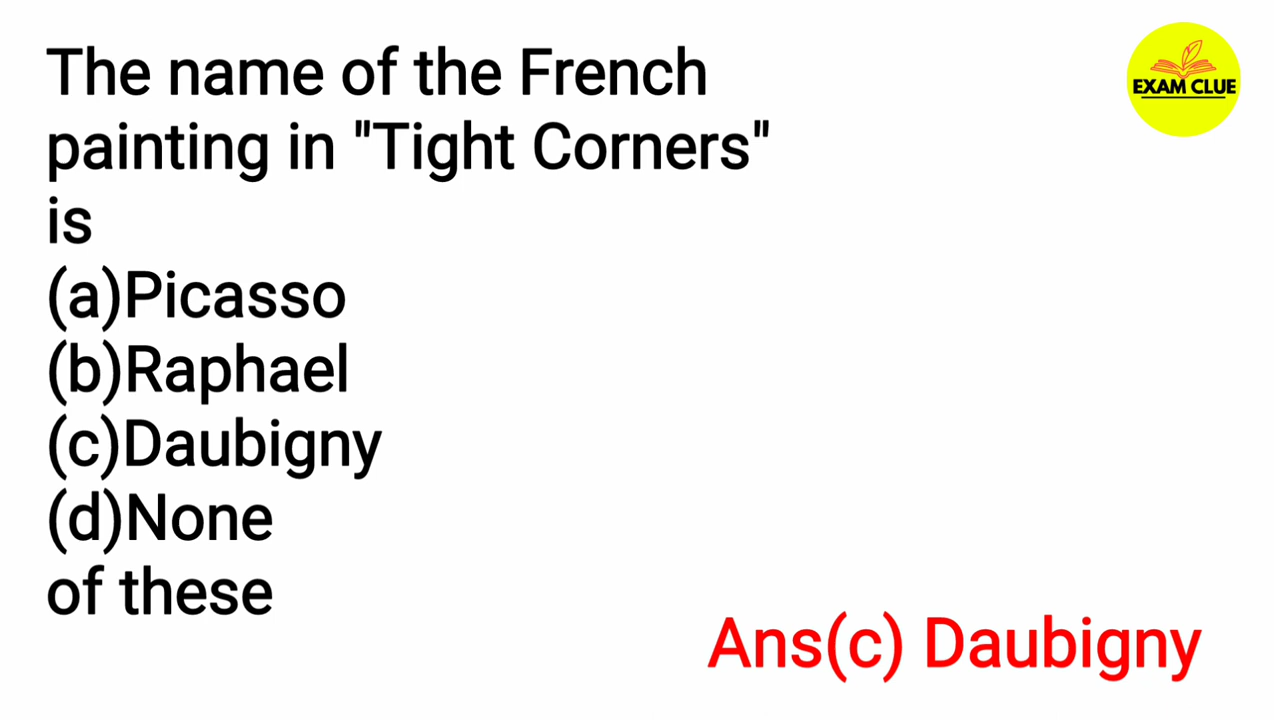 The name of the French
painting in "Tight Corners"
is
(a)Picasso
(b)Raphael
(c)Daubigny
(d)None
of these
Ans(c) Daubigny
EXAM CLUE